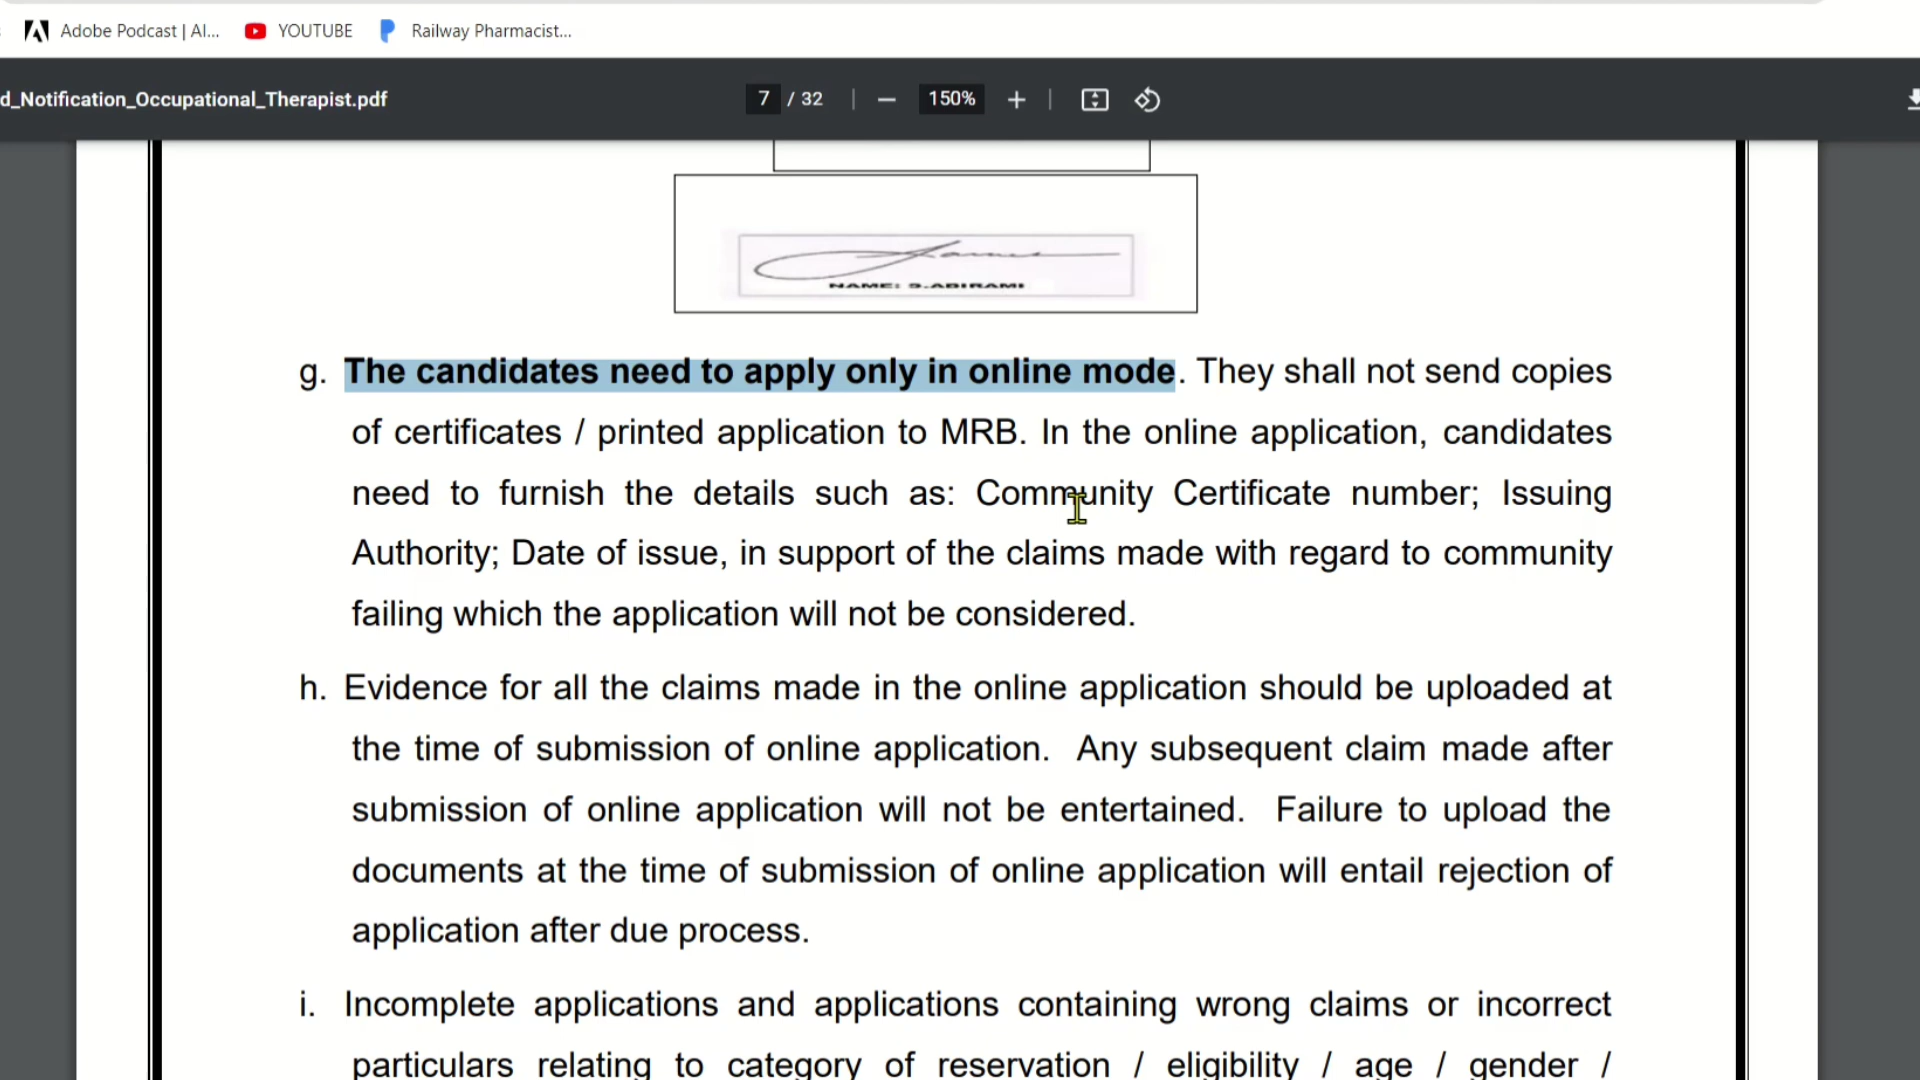 Adobe Podcast | AI... YOUTUBE Railway Pharmacist...
d_Notification_Occupational_Therapist.pdf 7 / 32 150%
NAME: S.ABIRAMI
g. The candidates need to apply only in online mode. They shall not send copies
of certificates / printed application to MRB. In the online application, candidates
need to furnish the details such as: Community Certificate number; Issuing
Authority; Date of issue, in support of the claims made with regard to community
failing which the application will not be considered.
h. Evidence for all the claims made in the online application should be uploaded at
the time of submission of online application. Any subsequent claim made after
submission of online application will not be entertained. Failure to upload the
documents at the time of submission of online application will entail rejection of
application after due process.
i. Incomplete applications and applications containing wrong claims or incorrect
particulars relating to category of reservation / eligibility / age / gender /